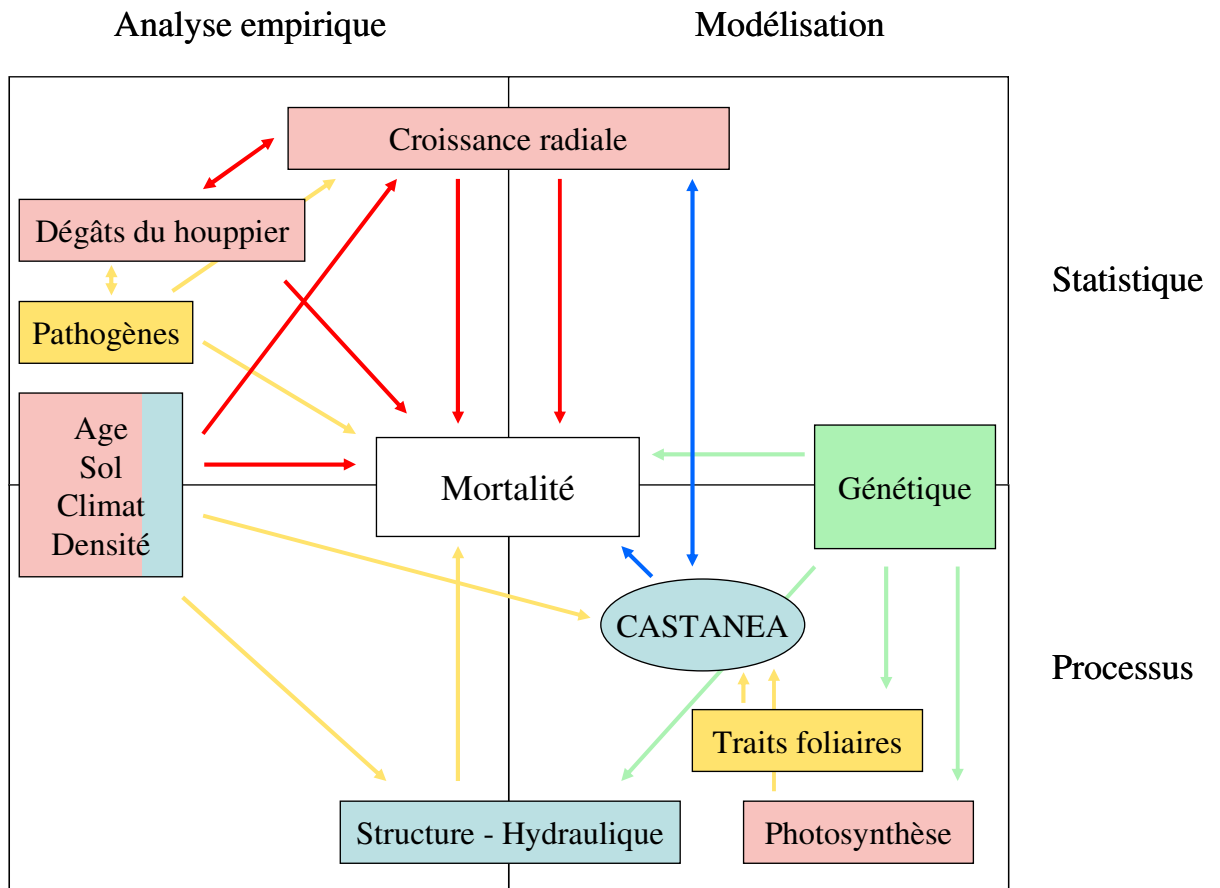 Analyse empirique
Modélisation
Croissance radiale
Dégâts du houppier
Statistique
Pathogènes
Age
Sol
Climat
Densité
Mortalité
Génétique
CASTANEA
Processus
Traits foliaires
Structure - Hydraulique
Photosynthèse